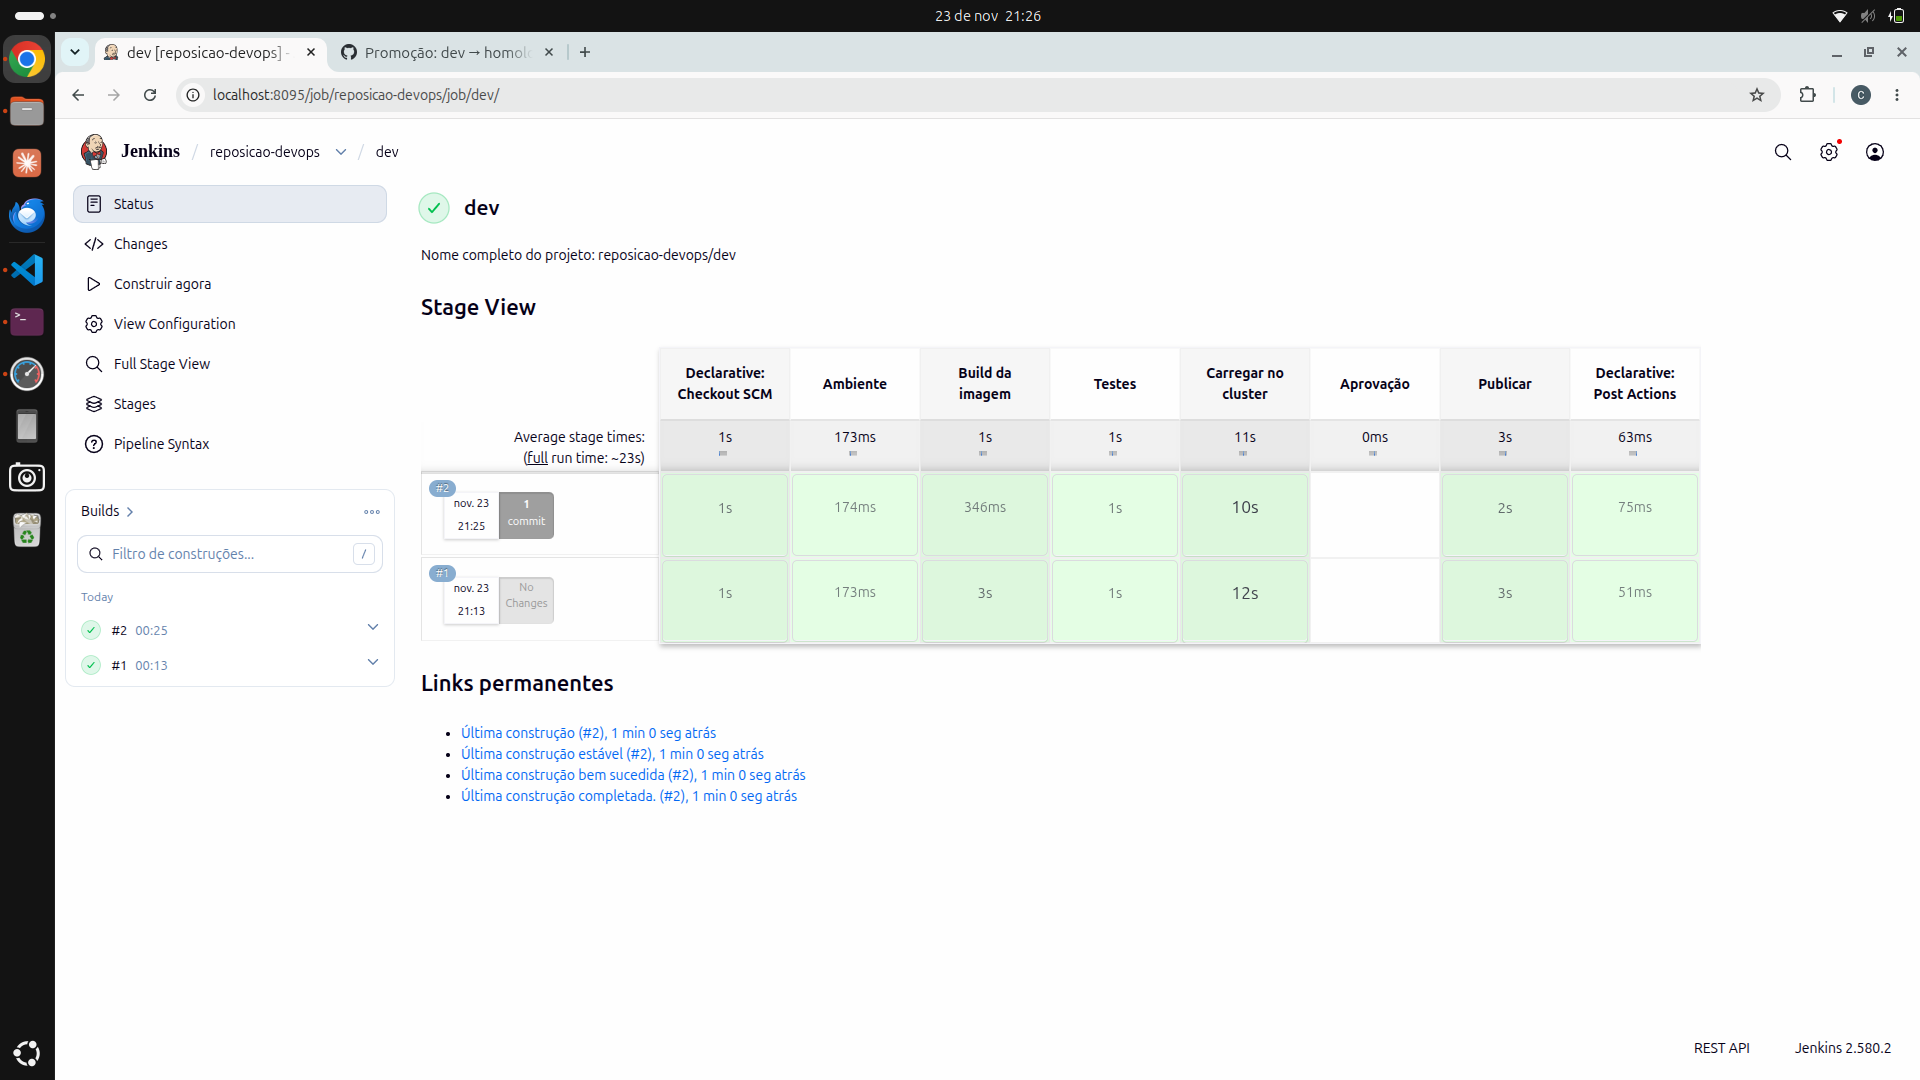 23 de nov 21:26
dev [reposicao-devops] -
Promoção: dev → homolo
localhost:8095/job/reposicao-devops/job/dev/
C
Jenkins / reposicao-devops / dev
Status
Changes
Construir agora
View Configuration
Full Stage View
Stages
Pipeline Syntax
Builds
Filtro de construções...
/
Today
#2 00:25
#1 00:13
dev
Nome completo do projeto: reposicao-devops/dev
Stage View
Declarative: Checkout SCM
Ambiente
Build da imagem
Testes
Carregar no cluster
Aprovação
Publicar
Declarative: Post Actions
Average stage times:
(full run time: ~23s)
1s 173ms 1s 1s 11s 0ms 3s 63ms
#2
nov. 23
21:25
1
commit
1s 174ms 346ms 1s 10s 2s 75ms
#1
nov. 23
21:13
No
Changes
1s 173ms 3s 1s 12s 3s 51ms
Links permanentes
Última construção (#2), 1 min 0 seg atrás
Última construção estável (#2), 1 min 0 seg atrás
Última construção bem sucedida (#2), 1 min 0 seg atrás
Última construção completada. (#2), 1 min 0 seg atrás
REST API
Jenkins 2.580.2